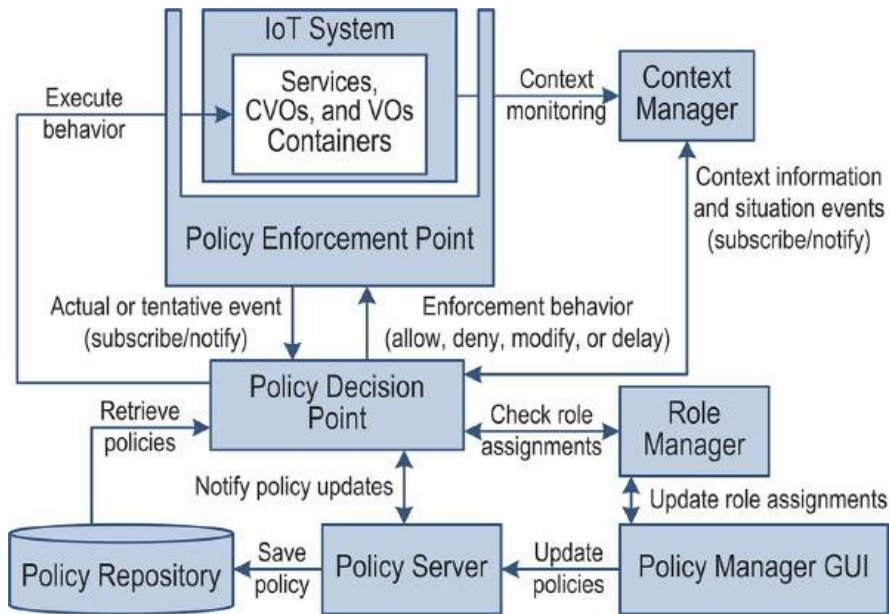 IoT System
Services,
CVOs, and VOs
Containers
Execute
behavior
Context
monitoring
Context
Manager
Policy Enforcement Point
Context information
and situation events
(subscribe/notify)
Actual or tentative event
(subscribe/notify)
Enforcement behavior
(allow, deny, modify, or delay)
Policy Decision
Point
Retrieve
policies
Check role
assignments
Role
Manager
Notify policy updates
Update role assignments
Policy Repository
Save
policy
Policy Server
Update
policies
Policy Manager GUI